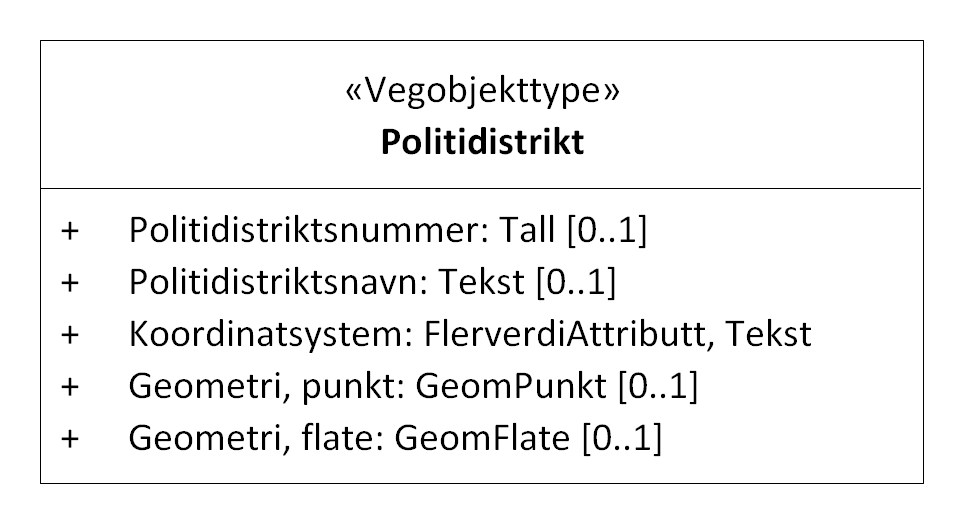 «Vegobjekttype»
Politidistrikt
+ Politidistriktsnummer: Tall [0..1]
+ Politidistriktsnavn: Tekst [0..1]
+ Koordinatsystem: FlerverdiAttributt, Tekst
+ Geometri, punkt: GeomPunkt [0..1]
+ Geometri, flate: GeomFlate [0..1]